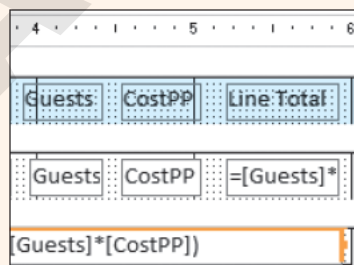 4 5 6
Guests CostPP Line Total
Guests CostPP =[Guests]*
[Guests]*[CostPP])